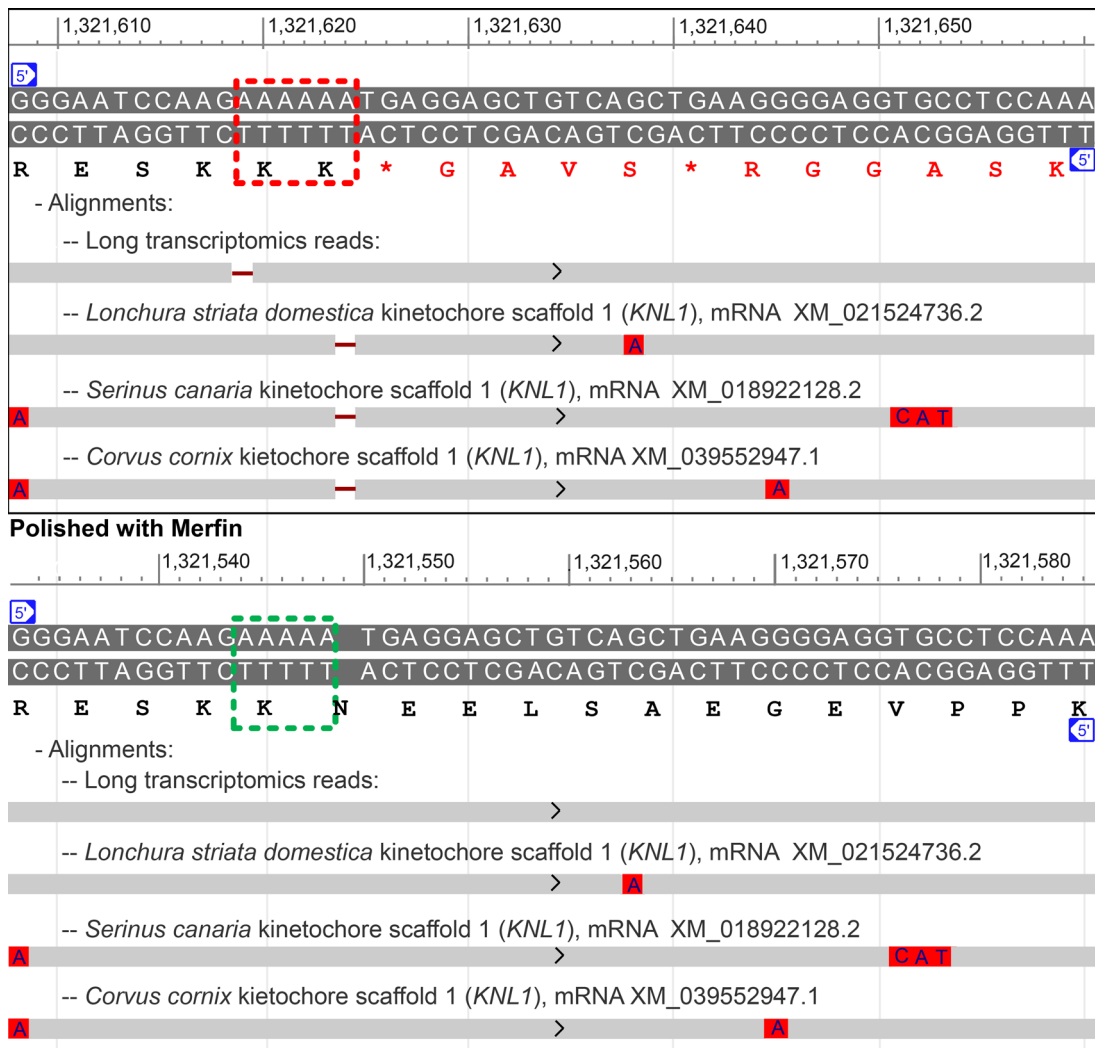 1,321,610 1,321,620 1,321,630 1,321,640 1,321,650
5'
GGGAATCCAAGAAAAAATGAGGAGCTGTCAGCTGAAGGGGAGGTGCCTCCAAA
CCCTTAGGTTCTTTTTTACTCCTCGACAGTCGACTTCCCCTCCACGGAGGTTT
R E S K K K * G A V S * R G G A S K 5'
- Alignments:
-- Long transcriptomics reads:
-- Lonchura striata domestica kinetochore scaffold 1 (KNL1), mRNA XM_021524736.2
A
-- Serinus canaria kinetochore scaffold 1 (KNL1), mRNA XM_018922128.2
A CAT
-- Corvus cornix kietochore scaffold 1 (KNL1), mRNA XM_039552947.1
A A
Polished with Merfin
1,321,540 1,321,550 1,321,560 1,321,570 1,321,580
5'
GGGAATCCAAGAAAAA TGAGGAGCTGTCAGCTGAAGGGGAGGTGCCTCCAAA
CCCTTAGGTTCTTTTT ACTCCTCGACAGTCGACTTCCCCTCCACGGAGGTTT
R E S K K N E E L S A E G E V P P K
5'
- Alignments:
-- Long transcriptomics reads:
-- Lonchura striata domestica kinetochore scaffold 1 (KNL1), mRNA XM_021524736.2
A
-- Serinus canaria kinetochore scaffold 1 (KNL1), mRNA XM_018922128.2
A CAT
-- Corvus cornix kietochore scaffold 1 (KNL1), mRNA XM_039552947.1
A A